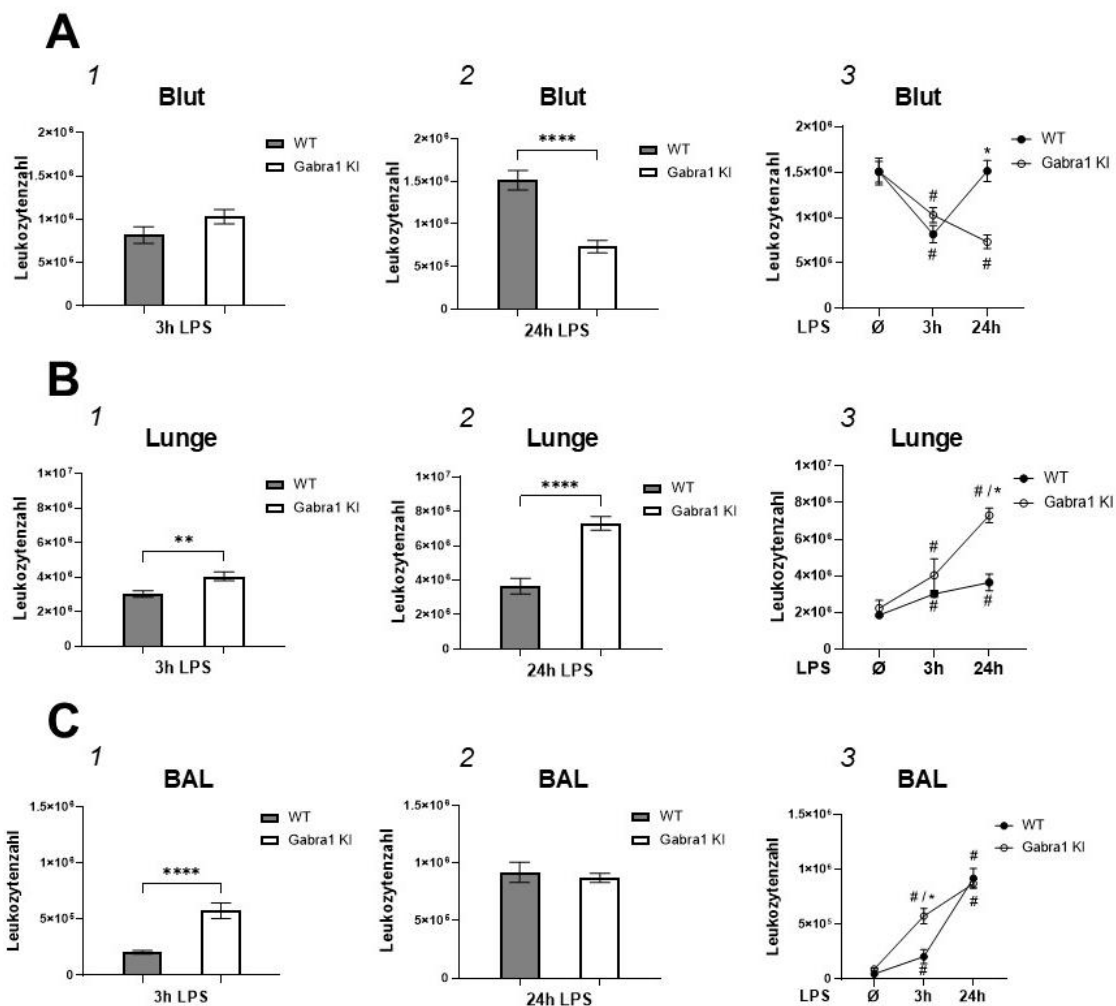 A
1
Blut
2×10⁶
1.5×10⁶
1×10⁶
5×10⁵
0
Leukozytenzahl
3h LPS
WT
Gabra1 KI
2
Blut
2×10⁶
1.5×10⁶
1×10⁶
5×10⁵
0
Leukozytenzahl
****
24h LPS
WT
Gabra1 KI
3
Blut
2×10⁶
1.5×10⁶
1×10⁶
5×10⁵
0
Leukozytenzahl
*
#
#
#
LPS Ø 3h 24h
WT
Gabra1 KI
B
1
Lunge
1×10⁷
8×10⁶
6×10⁶
4×10⁶
2×10⁶
0
Leukozytenzahl
**
3h LPS
WT
Gabra1 KI
2
Lunge
1×10⁷
8×10⁶
6×10⁶
4×10⁶
2×10⁶
0
Leukozytenzahl
****
24h LPS
WT
Gabra1 KI
3
Lunge
1×10⁷
8×10⁶
6×10⁶
4×10⁶
2×10⁶
0
Leukozytenzahl
# / *
#
#
#
LPS Ø 3h 24h
WT
Gabra1 KI
C
1
BAL
1.5×10⁶
1×10⁶
5×10⁵
0
Leukozytenzahl
****
3h LPS
WT
Gabra1 KI
2
BAL
1.5×10⁶
1×10⁶
5×10⁵
0
Leukozytenzahl
24h LPS
WT
Gabra1 KI
3
BAL
1.5×10⁶
1×10⁶
5×10⁵
0
Leukozytenzahl
#
# / *
#
#
LPS Ø 3h 24h
WT
Gabra1 KI